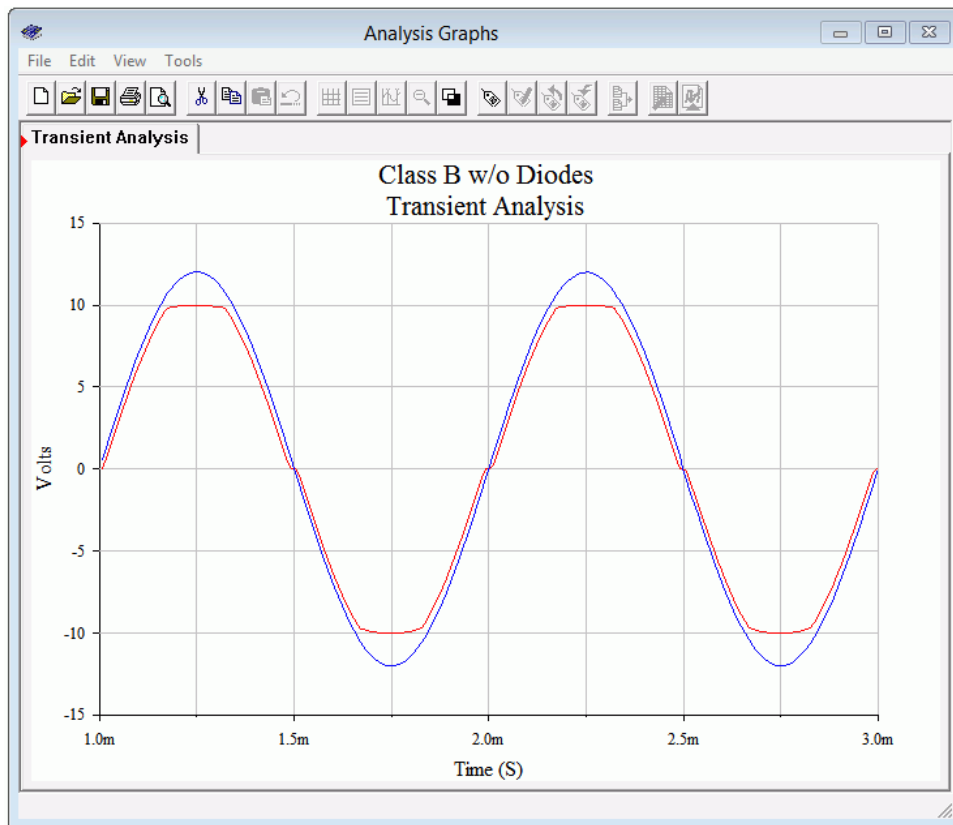 Analysis Graphs
File Edit View Tools
Transient Analysis
Class B w/o Diodes
Transient Analysis
15
10
5
0
-5
-10
-15
Volts
1.0m 1.5m 2.0m 2.5m 3.0m
Time (S)